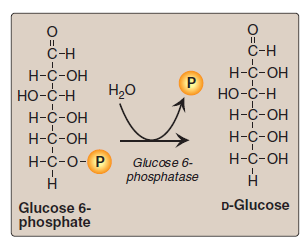 O
C-H
H-C-OH
HO-C-H
H-C-OH
H-C-OH
H-C-O-P
H
Glucose 6-
phosphate
H₂O
P
Glucose 6-
phosphatase
O
C-H
H-C-OH
HO-C-H
H-C-OH
H-C-OH
H-C-OH
H
D-Glucose